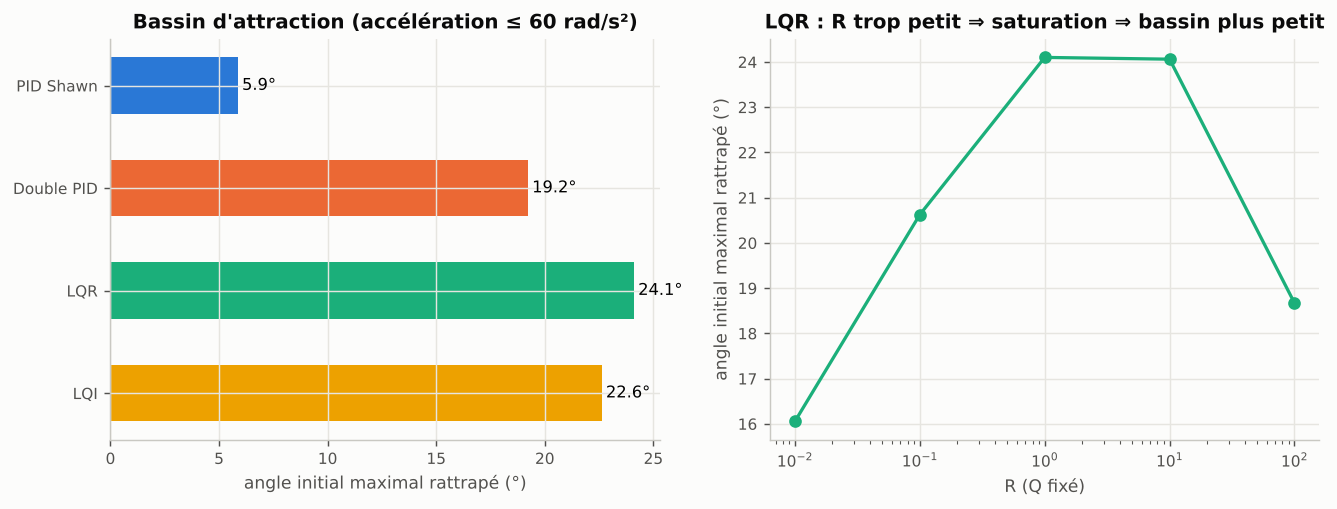 Bassin d'attraction (accélération ≤ 60 rad/s²)
PID Shawn
5.9°
Double PID
19.2°
LQR
24.1°
LQI
22.6°
0 5 10 15 20 25
angle initial maximal rattrapé (°)
LQR : R trop petit ⇒ saturation ⇒ bassin plus petit
angle initial maximal rattrapé (°)
24
23
22
21
20
19
18
17
16
10⁻² 10⁻¹ 10⁰ 10¹ 10²
R (Q fixé)